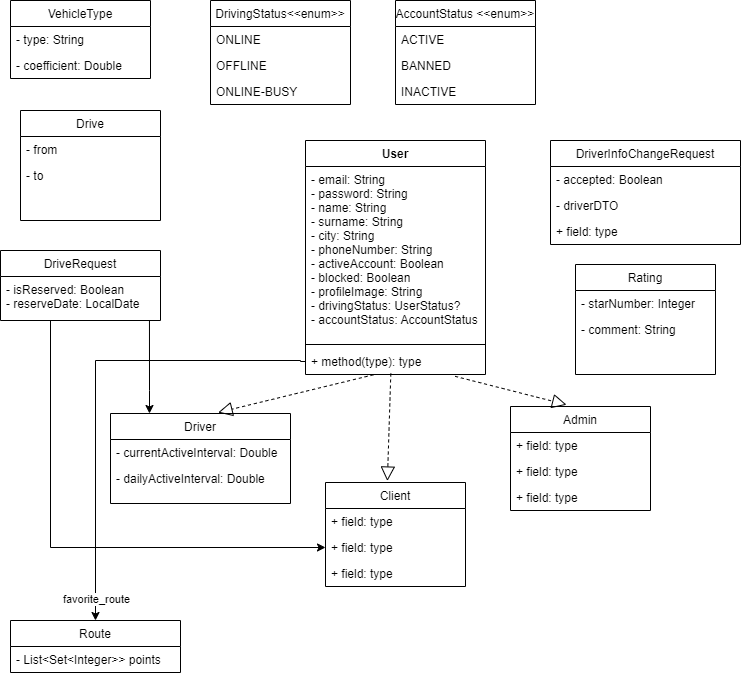 VehicleType
- type: String
- coefficient: Double
DrivingStatus<<enum>>
ONLINE
OFFLINE
ONLINE-BUSY
AccountStatus <<enum>>
ACTIVE
BANNED
INACTIVE
Drive
- from
- to
User
- email: String
- password: String
- name: String
- surname: String
- city: String
- phoneNumber: String
- activeAccount: Boolean
- blocked: Boolean
- profileImage: String
- drivingStatus: UserStatus?
- accountStatus: AccountStatus
+ method(type): type
DriverInfoChangeRequest
- accepted: Boolean
- driverDTO
+ field: type
DriveRequest
- isReserved: Boolean
- reserveDate: LocalDate
Rating
- starNumber: Integer
- comment: String
Driver
- currentActiveInterval: Double
- dailyActiveInterval: Double
Admin
+ field: type
+ field: type
+ field: type
Client
+ field: type
+ field: type
+ field: type
favorite_route
Route
- List<Set<Integer>> points